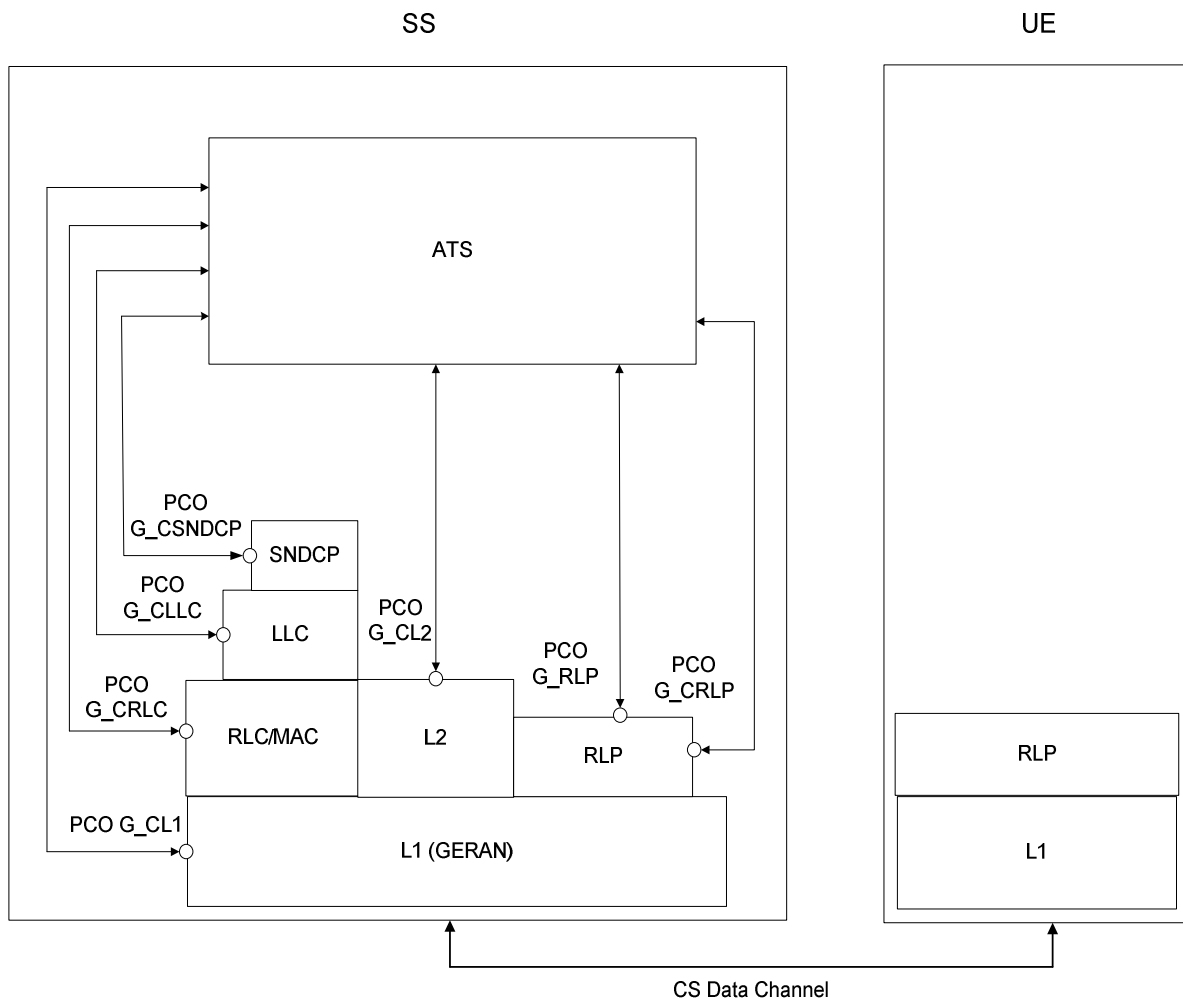 SS
UE
ATS
PCO
G_CSNDCP
SNDCP
PCO
G_CLLC
LLC
PCO
G_CL2
PCO
G_RLP
PCO
G_CRLP
PCO
G_CRLC
RLC/MAC
L2
RLP
RLP
PCO G_CL1
L1 (GERAN)
L1
CS Data Channel